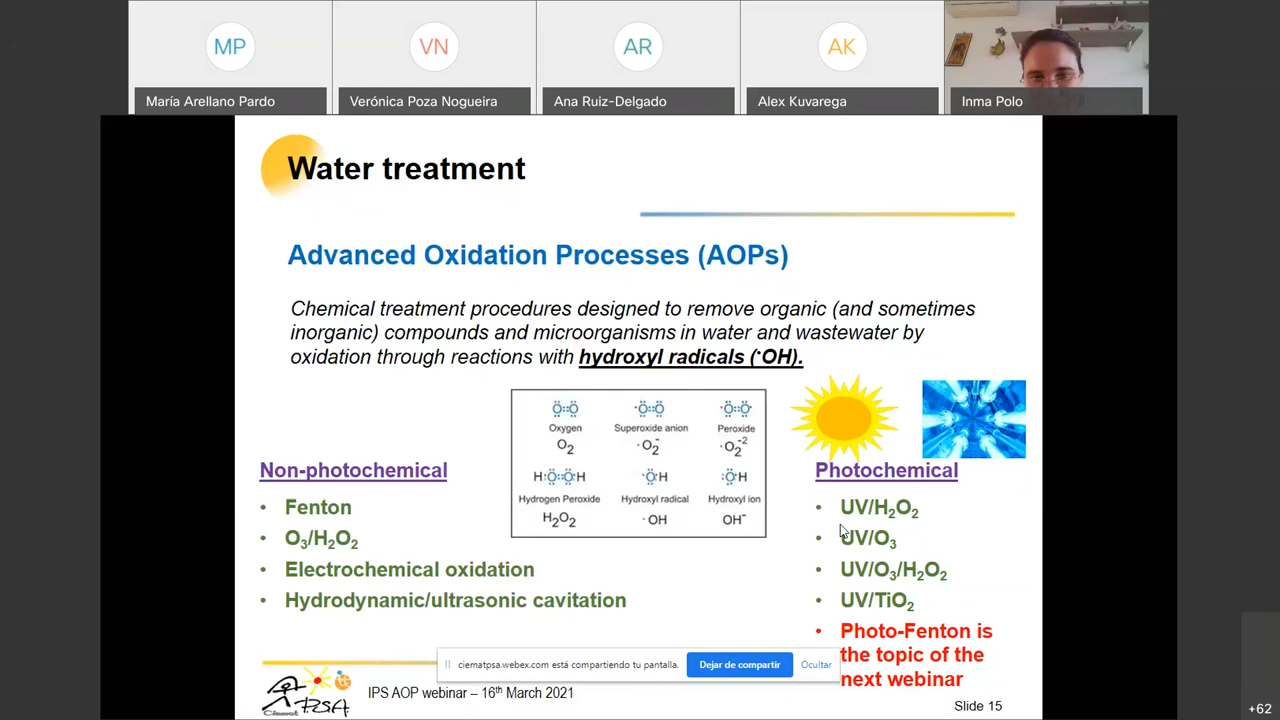 MP
VN
AR
AK
María Arellano Pardo
Verónica Poza Nogueira
Ana Ruiz-Delgado
Alex Kuvarega
Inma Polo
Water treatment
Advanced Oxidation Processes (AOPs)
Chemical treatment procedures designed to remove organic (and sometimes
inorganic) compounds and microorganisms in water and wastewater by
oxidation through reactions with hydroxyl radicals (•OH).
Oxygen
Superoxide anion
Peroxide
O₂
·O₂⁻
·O₂⁻²
H:O::O:H
·OH
:OH
Hydrogen Peroxide
Hydroxyl radical
Hydroxyl ion
H₂O₂
·OH
OH⁻
Non-photochemical
• Fenton
• O₃/H₂O₂
• Electrochemical oxidation
• Hydrodynamic/ultrasonic cavitation
Photochemical
• UV/H₂O₂
• UV/O₃
• UV/O₃/H₂O₂
• UV/TiO₂
• Photo-Fenton is
the topic of the
next webinar
ciematpsa.webex.com está compartiendo tu pantalla.
Dejar de compartir
Ocultar
Ciemat
PSA
IPS AOP webinar – 16th March 2021
Slide 15
+62